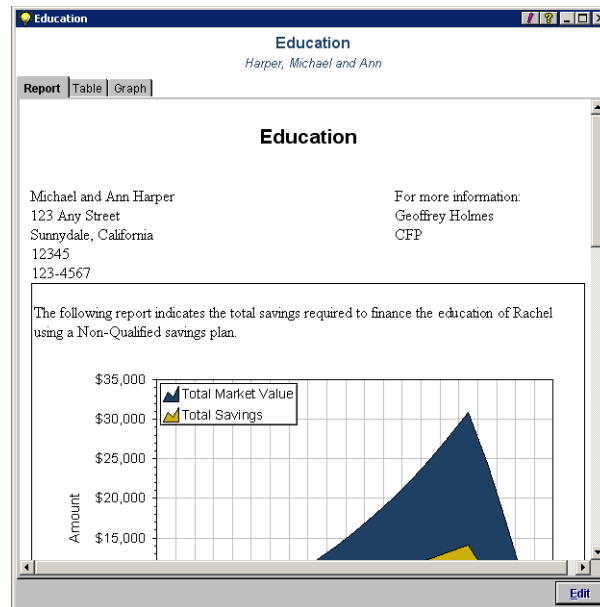 Education
Education
Harper, Michael and Ann
Report Table Graph
Education
Michael and Ann Harper
123 Any Street
Sunnydale, California
12345
123-4567
For more information:
Geoffrey Holmes
CFP
The following report indicates the total savings required to finance the education of Rachel
using a Non-Qualified savings plan.
$35,000
$30,000
$25,000
$20,000
$15,000
Amount
Total Market Value
Total Savings
Edit